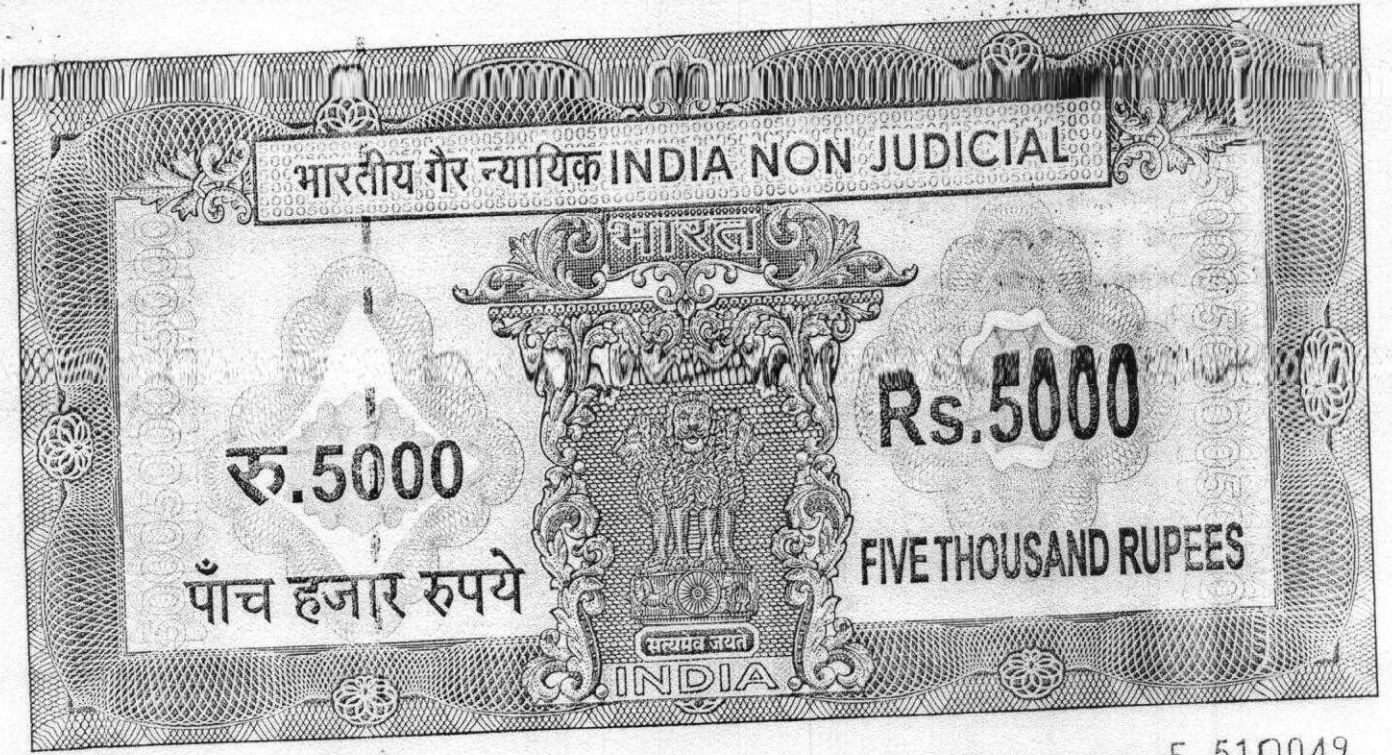 भारतीय गैर न्यायिक INDIA NON JUDICIAL
भारत
रु.5000
Rs.5000
पाँच हजार रुपये
FIVE THOUSAND RUPEES
सत्यमेव जयते
INDIA